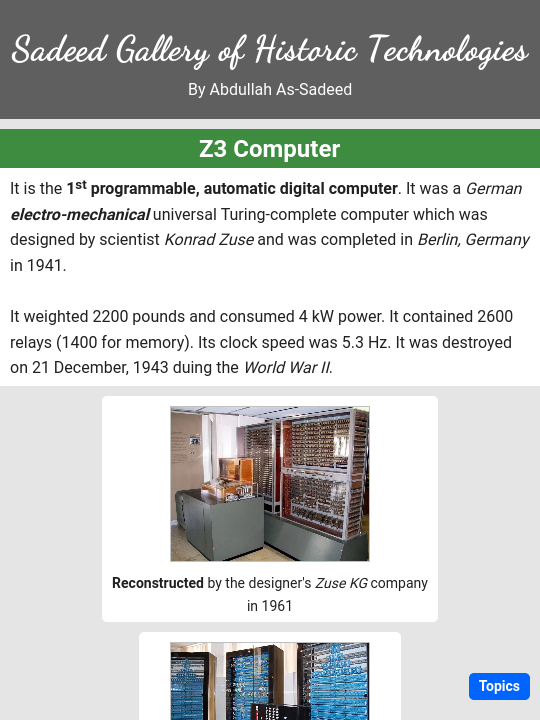 Sadeed Gallery of Historic Technologies
By Abdullah As-Sadeed
Z3 Computer
It is the 1st programmable, automatic digital computer. It was a German
electro-mechanical universal Turing-complete computer which was
designed by scientist Konrad Zuse and was completed in Berlin, Germany
in 1941.
It weighted 2200 pounds and consumed 4 kW power. It contained 2600
relays (1400 for memory). Its clock speed was 5.3 Hz. It was destroyed
on 21 December, 1943 duing the World War II.
Reconstructed by the designer's Zuse KG company
in 1961
Topics